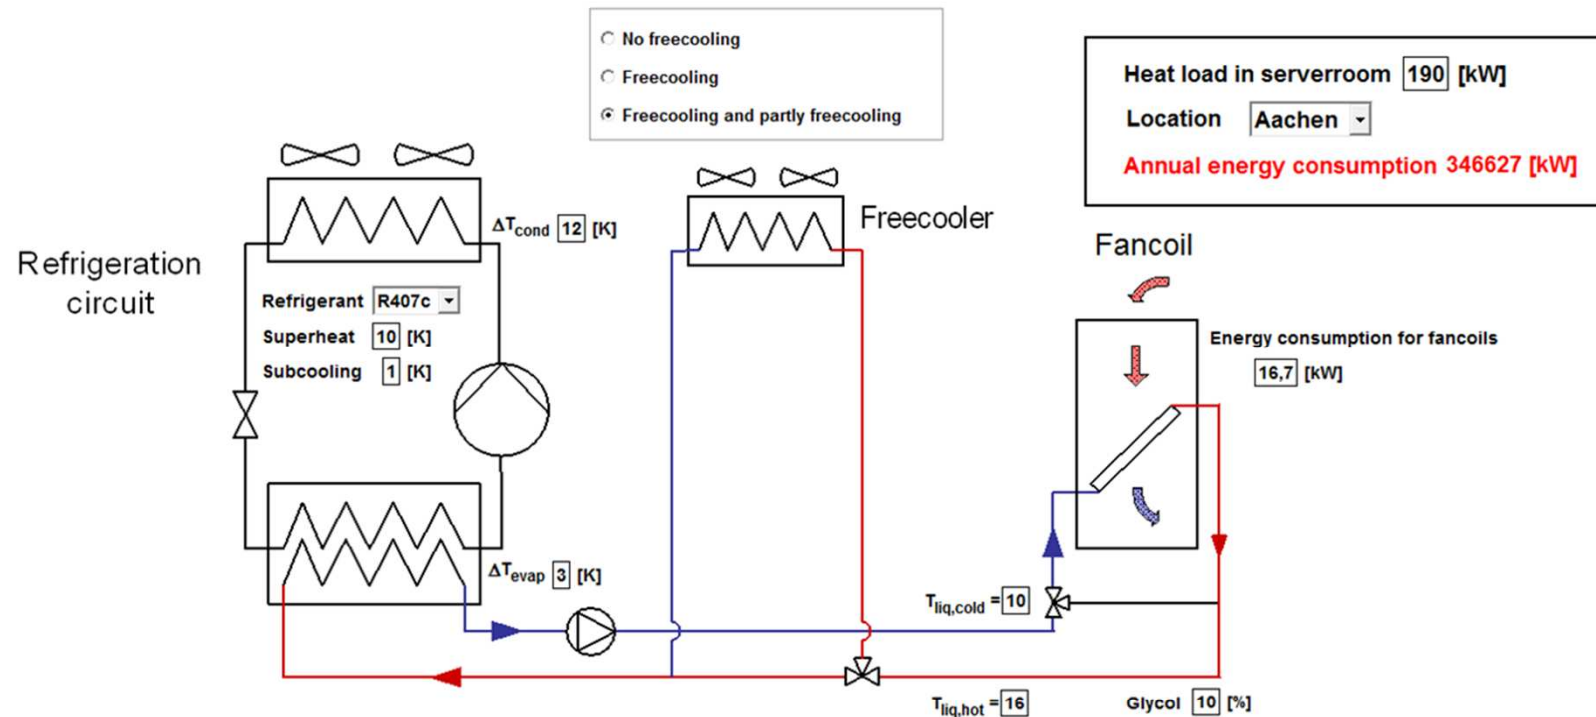 No freecooling
Freecooling
Freecooling and partly freecooling
Heat load in serverroom 190 [kW]
Location Aachen
Annual energy consumption 346627 [kW]
Refrigeration
circuit
ΔTcond 12 [K]
Refrigerant R407c
Superheat 10 [K]
Subcooling 1 [K]
Freecooler
Fancoil
Energy consumption for fancoils
16,7 [kW]
ΔTevap 3 [K]
Tliq,cold = 10
Tliq,hot = 16
Glycol 10 [%]